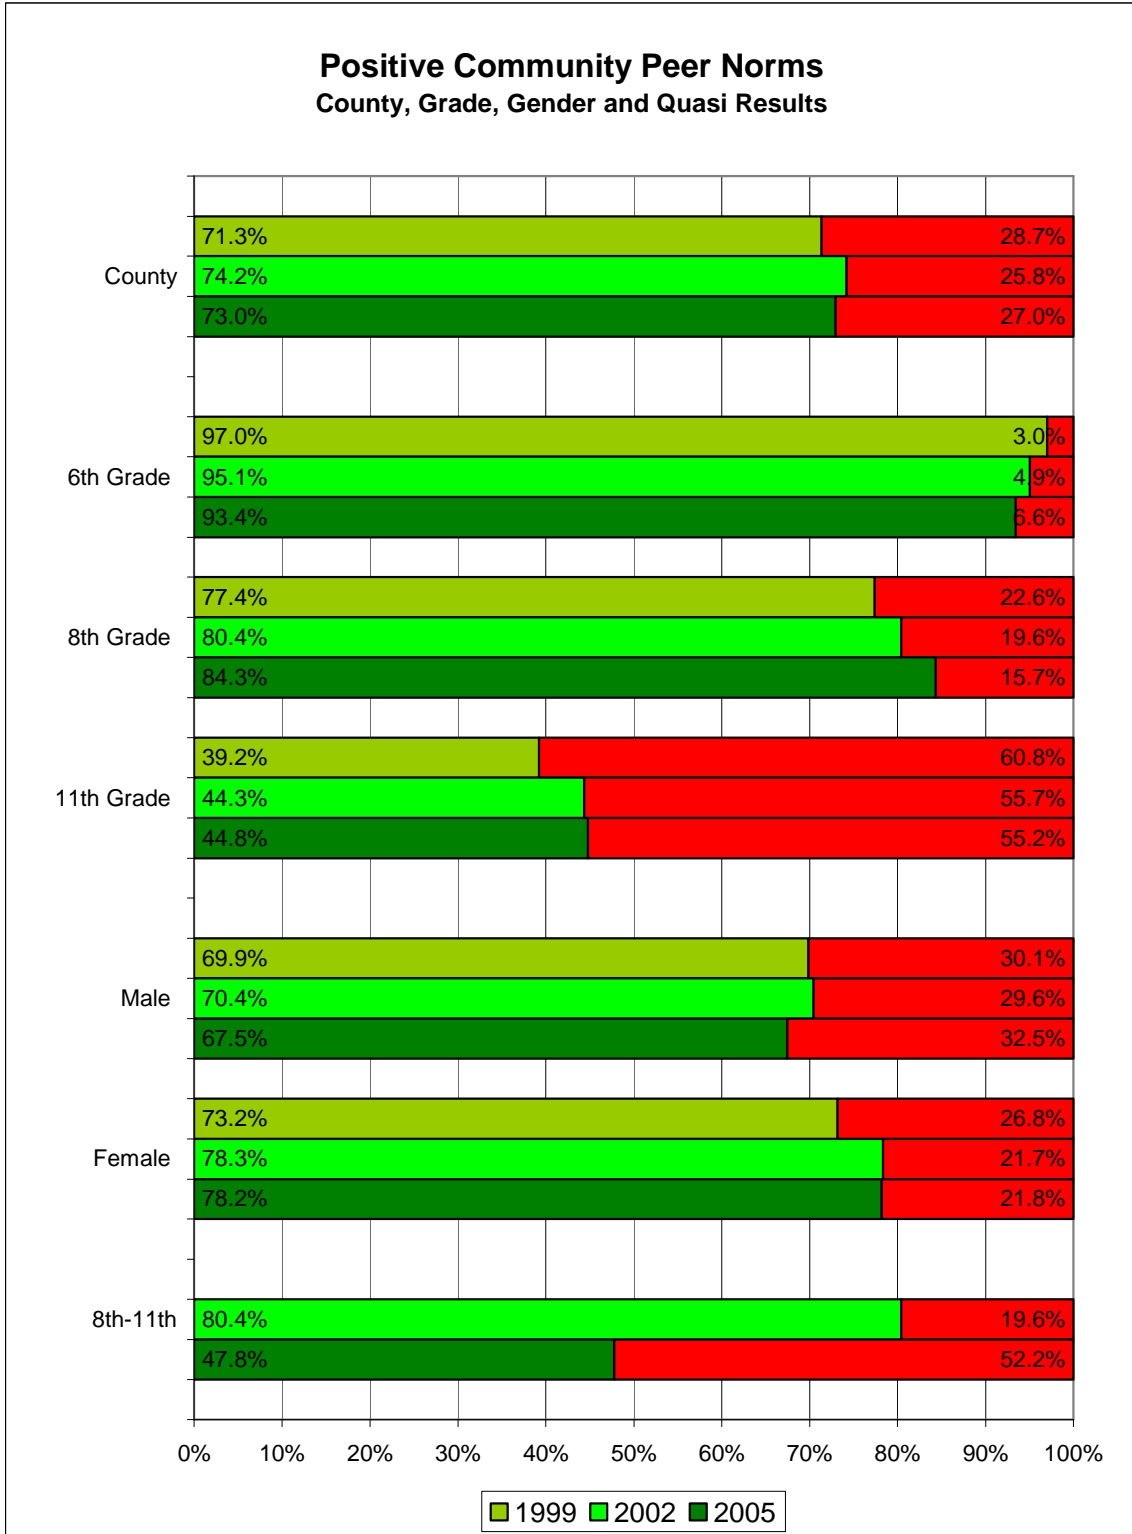 Positive Community Peer Norms
County, Grade, Gender and Quasi Results
71.3% 28.7%
County 74.2% 25.8%
73.0% 27.0%
97.0% 3.0%
6th Grade 95.1% 4.9%
93.4% 6.6%
77.4% 22.6%
8th Grade 80.4% 19.6%
84.3% 15.7%
39.2% 60.8%
11th Grade 44.3% 55.7%
44.8% 55.2%
69.9% 30.1%
Male 70.4% 29.6%
67.5% 32.5%
73.2% 26.8%
Female 78.3% 21.7%
78.2% 21.8%
8th-11th 80.4% 19.6%
47.8% 52.2%
0% 10% 20% 30% 40% 50% 60% 70% 80% 90% 100%
1999 2002 2005